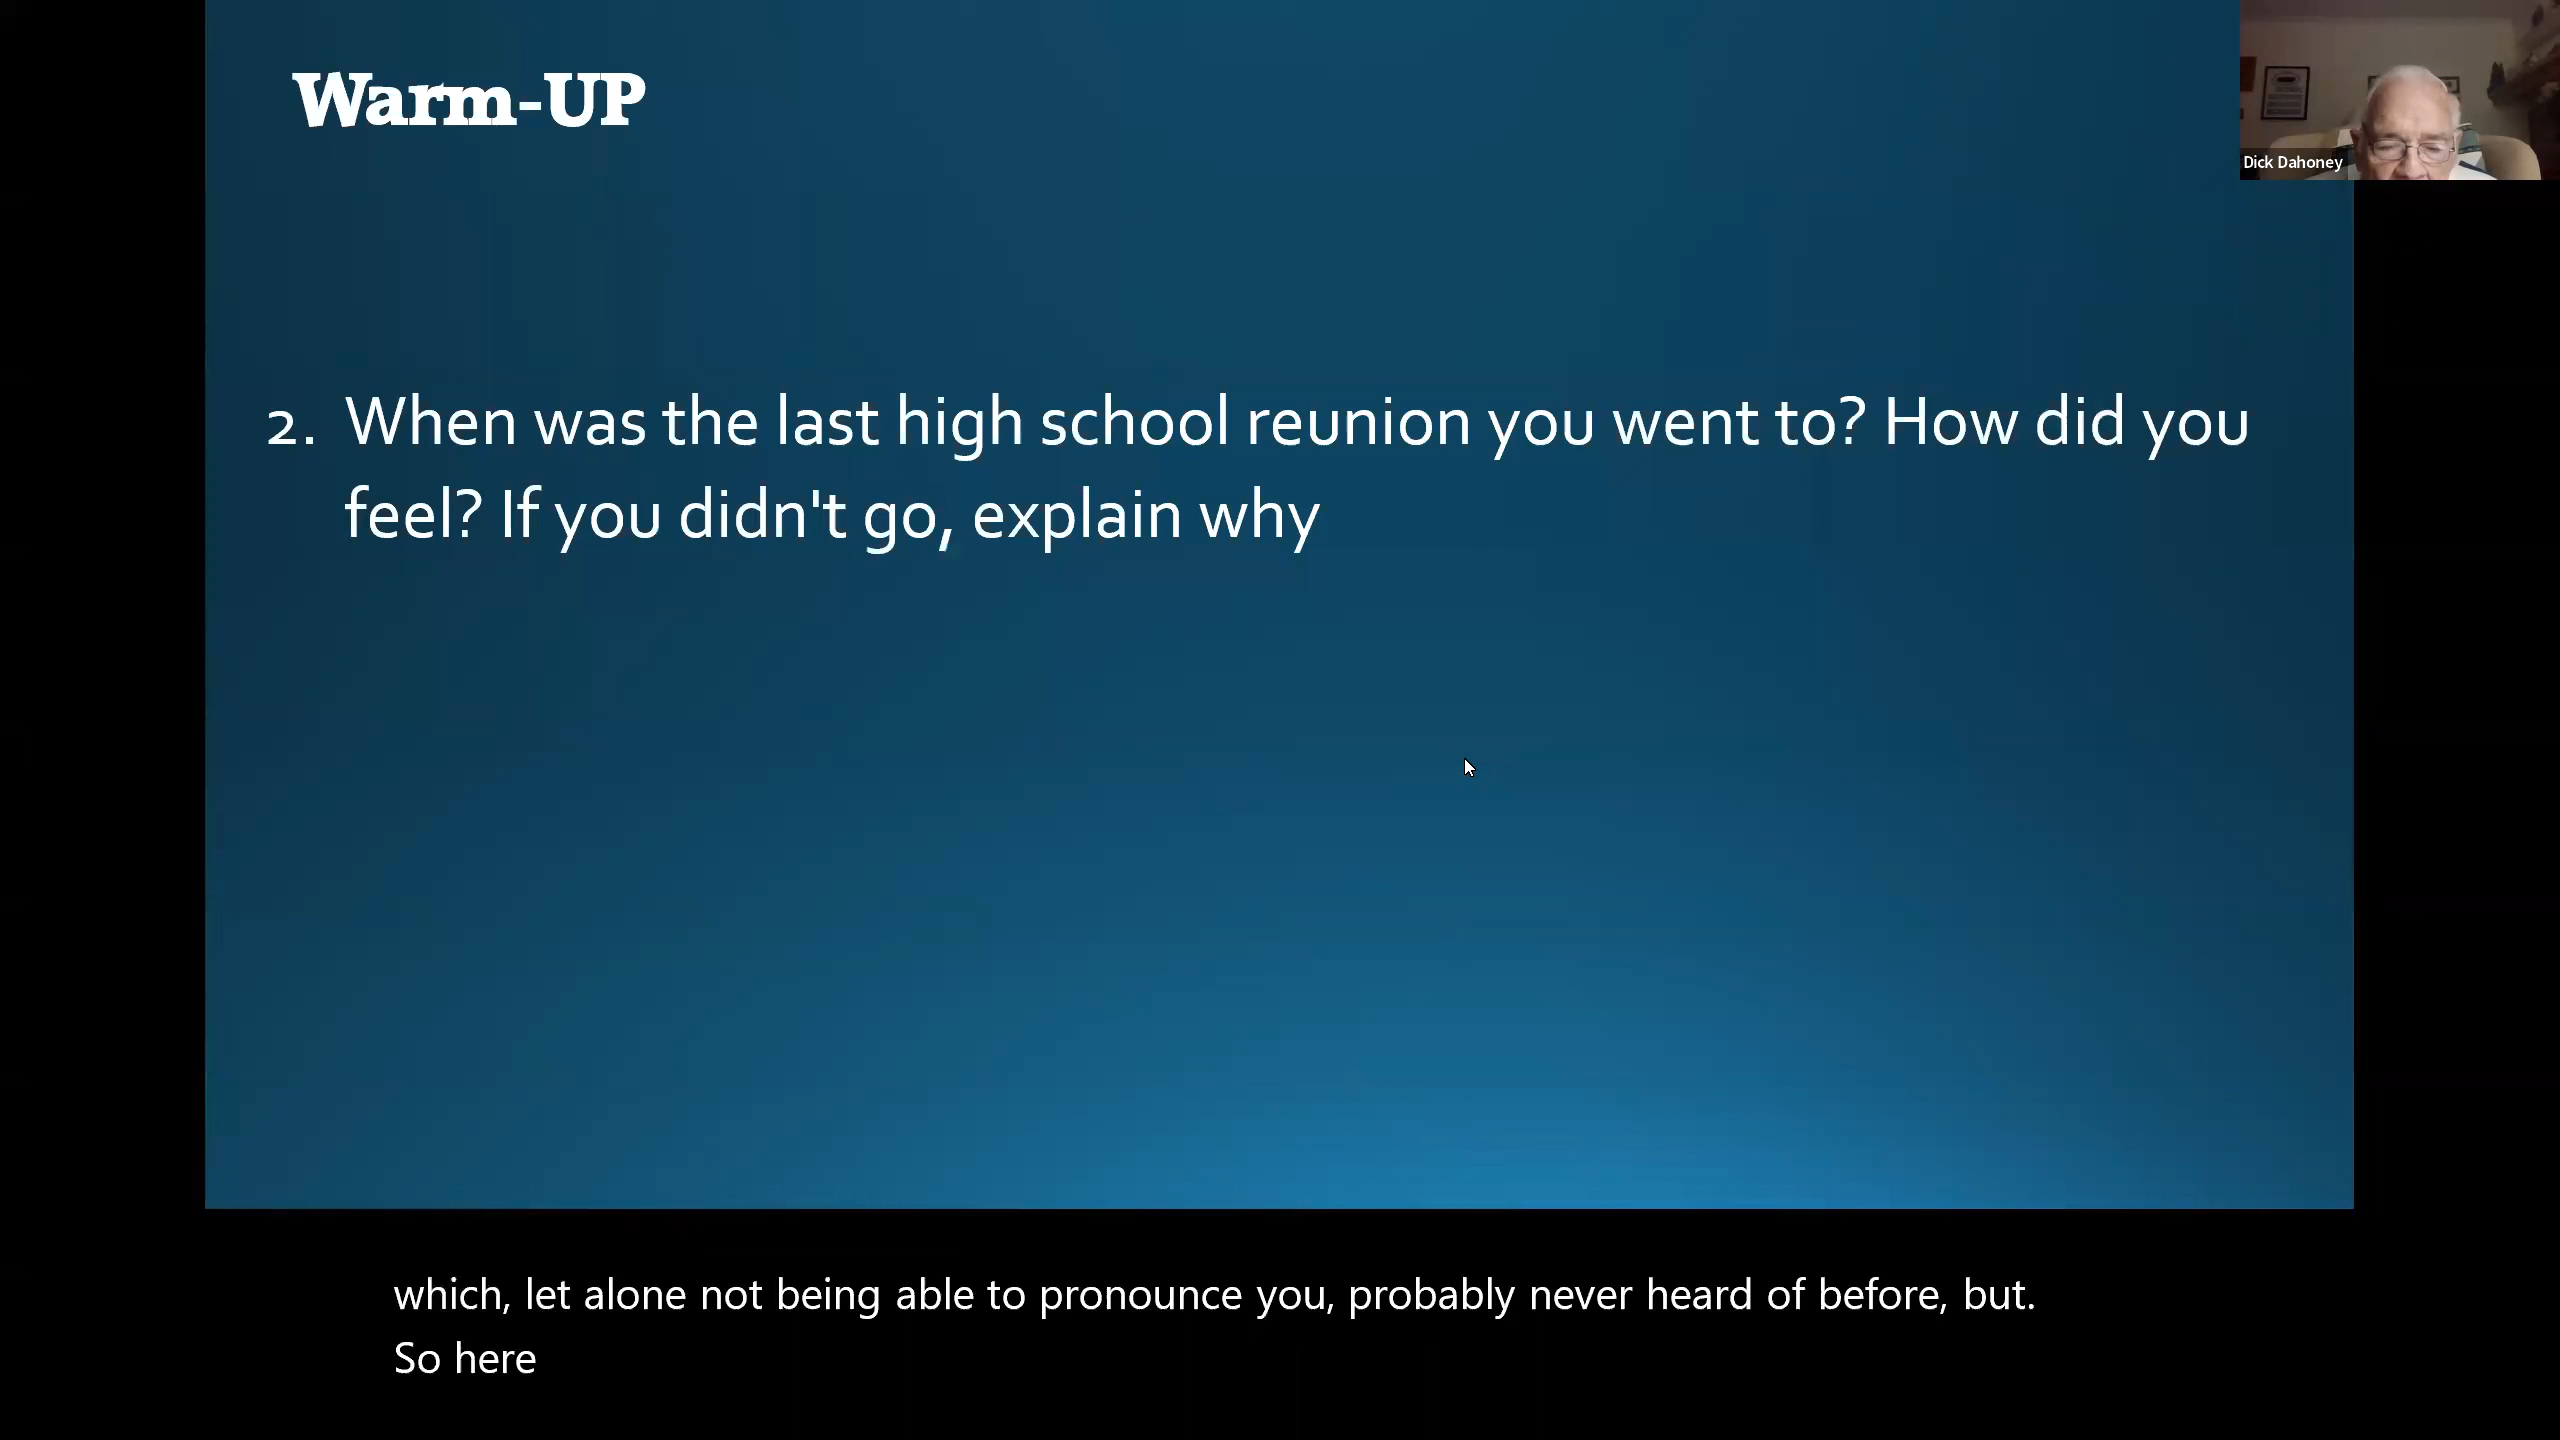 Warm-UP
Dick Dahoney
2. When was the last high school reunion you went to? How did you
feel? If you didn't go, explain why
which, let alone not being able to pronounce you, probably never heard of before, but.
So here